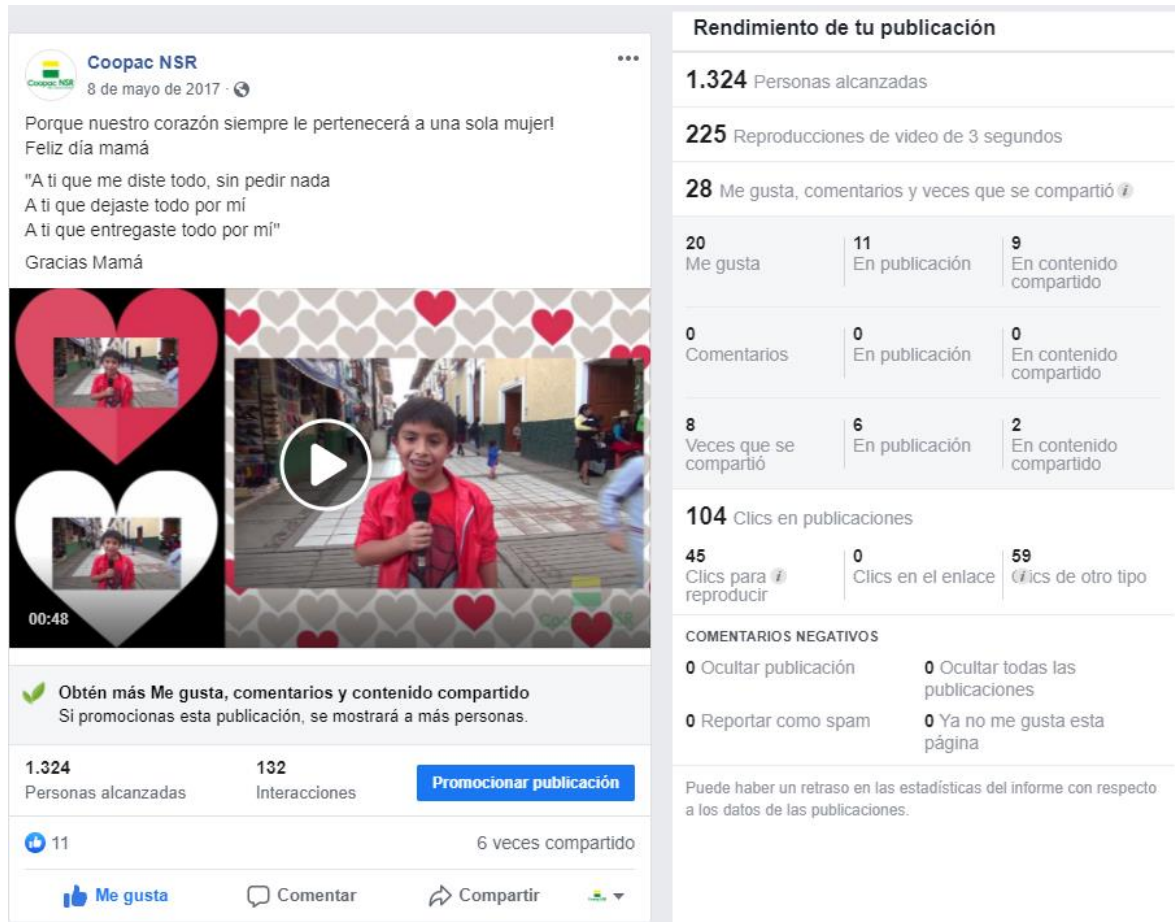 Coopac NSR
Coopac NSR
8 de mayo de 2017 ·
Porque nuestro corazón siempre le pertenecerá a una sola mujer!
Feliz día mamá
"A ti que me diste todo, sin pedir nada
A ti que dejaste todo por mí
A ti que entregaste todo por mí"
Gracias Mamá
00:48
Coopac NSR
Obtén más Me gusta, comentarios y contenido compartido
Si promocionas esta publicación, se mostrará a más personas.
1.324
Personas alcanzadas
132
Interacciones
Promocionar publicación
11
6 veces compartido
Me gusta
Comentar
Compartir
Rendimiento de tu publicación
1.324 Personas alcanzadas
225 Reproducciones de video de 3 segundos
28 Me gusta, comentarios y veces que se compartió
20
Me gusta
11
En publicación
9
En contenido
compartido
0
Comentarios
0
En publicación
0
En contenido
compartido
8
Veces que se
compartió
6
En publicación
2
En contenido
compartido
104 Clics en publicaciones
45
Clics para
reproducir
0
Clics en el enlace
59
Clics de otro tipo
COMENTARIOS NEGATIVOS
0 Ocultar publicación
0 Ocultar todas las
publicaciones
0 Reportar como spam
0 Ya no me gusta esta
página
Puede haber un retraso en las estadísticas del informe con respecto
a los datos de las publicaciones.